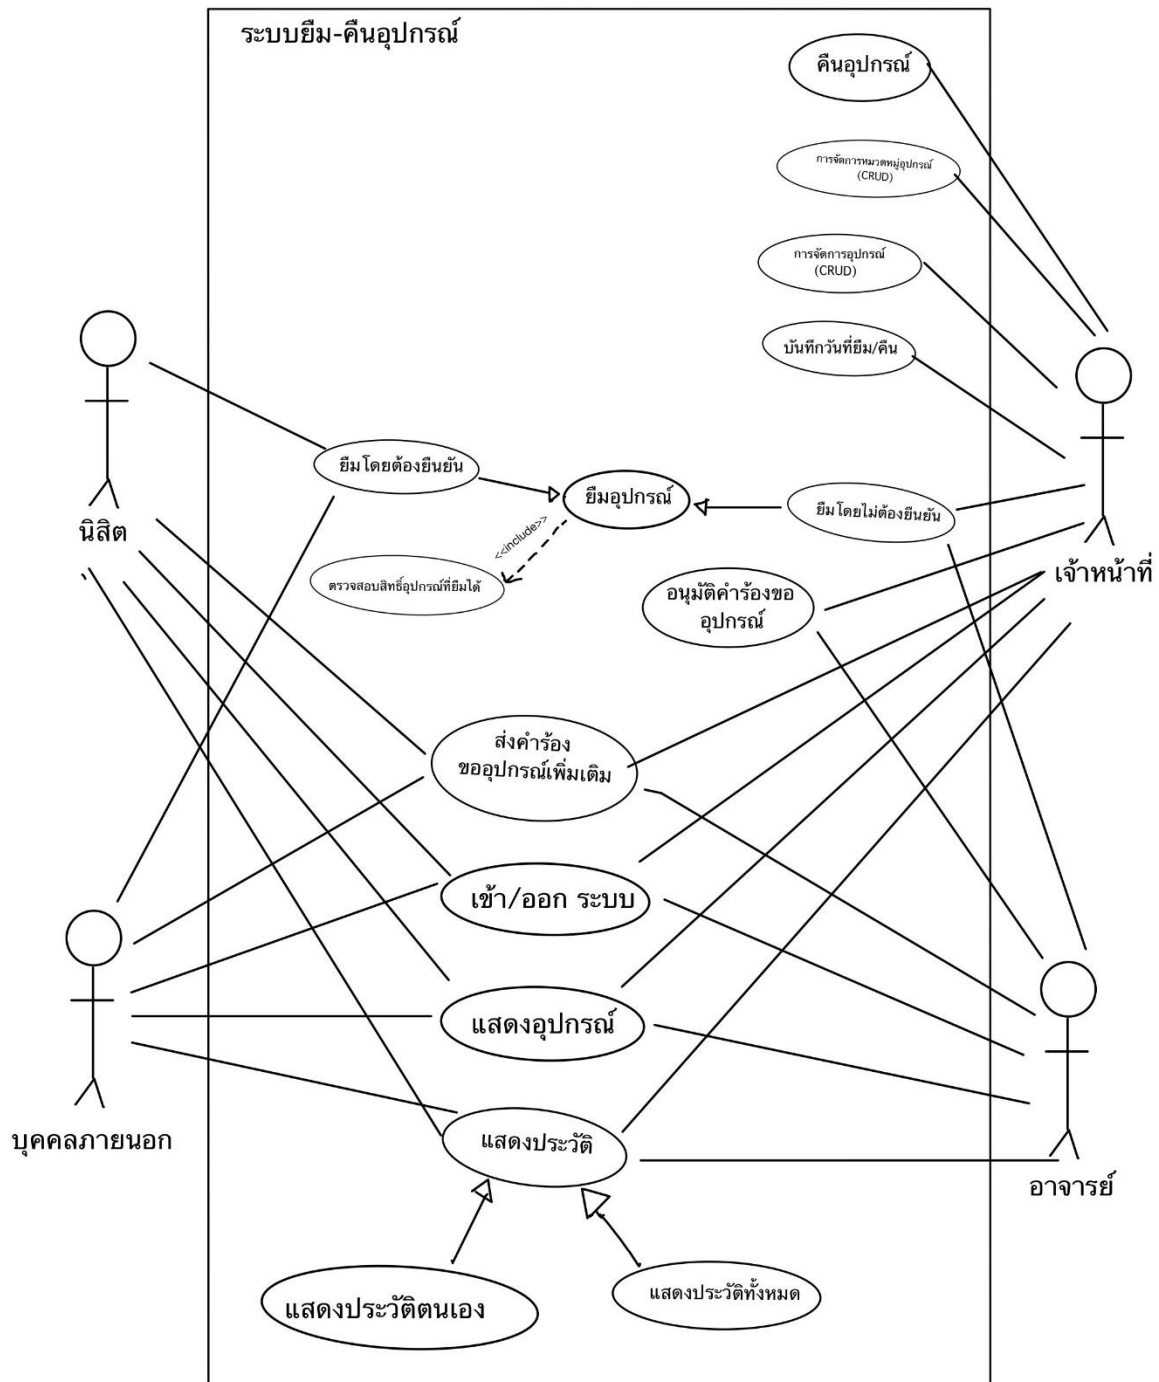 ระบบยืม-คืนอุปกรณ์
คืนอุปกรณ์
การจัดการหมวดหมู่อุปกรณ์
(CRUD)
การจัดการอุปกรณ์
(CRUD)
บันทึกวันที่ยืม/คืน
ยืมโดยต้องยืนยัน
ยืมอุปกรณ์
ยืมโดยไม่ต้องยืนยัน
นิสิต
<<include>>
ตรวจสอบสิทธิ์อุปกรณ์ที่ยืมได้
เจ้าหน้าที่
อนุมัติคำร้องขอ
อุปกรณ์
ส่งคำร้อง
ขออุปกรณ์เพิ่มเติม
เข้า/ออก ระบบ
แสดงอุปกรณ์
บุคคลภายนอก
แสดงประวัติ
อาจารย์
แสดงประวัติตนเอง
แสดงประวัติทั้งหมด